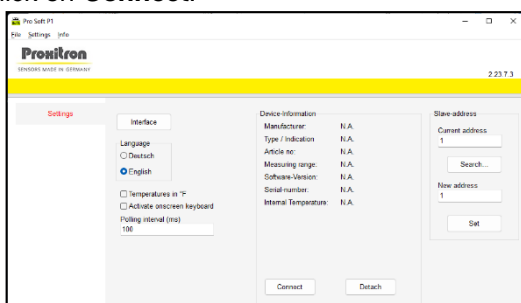 Click on Connect.
Pro Soft P1
File Settings Info
Proxitron
SENSORS MADE IN GERMANY
2.23.7.3
Settings
Interface
Language
Deutsch
English
Temperatures in °F
Activate onscreen keyboard
Polling interval (ms)
100
Device-Information
Manufacturer: N.A.
Type / Indication N.A.
Article no: N.A.
Measuring range: N.A.
Software-Version: N.A.
Serial-number: N.A.
Internal Temperature: N.A.
Connect
Detach
Slave-address
Current address
1
Search...
New address
1
Set